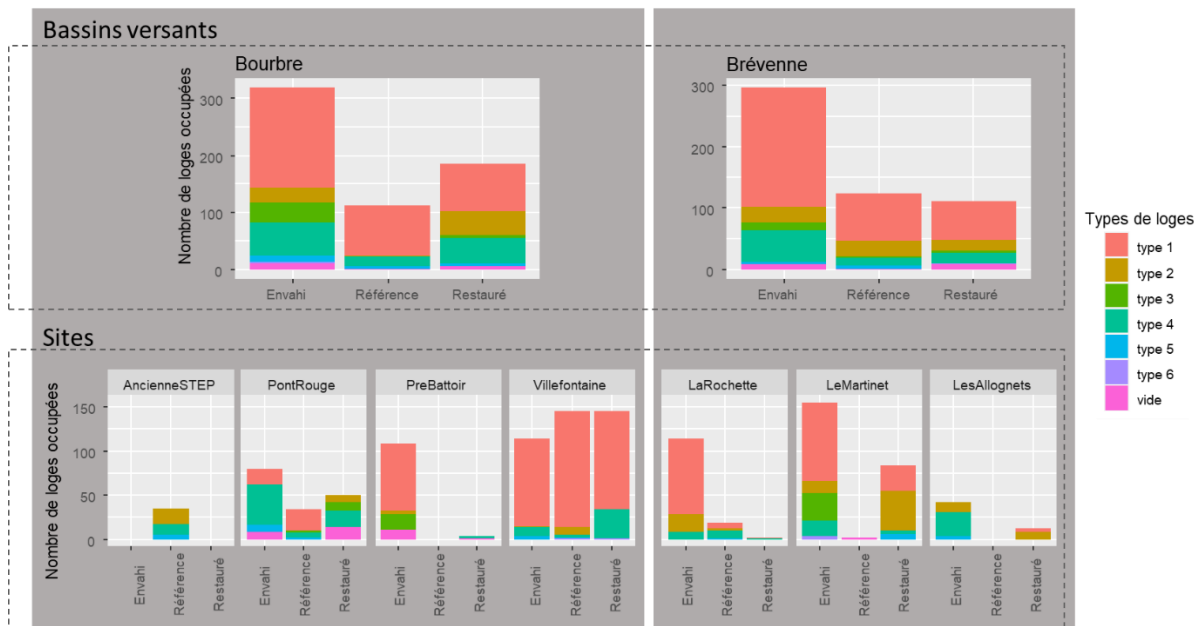 Bassins versants
Bourbre
Brévenne
Nombre de loges occupées
300
200
100
0
Envahi
Référence
Restauré
300
200
100
0
Envahi
Référence
Restauré
Types de loges
type 1
type 2
type 3
type 4
type 5
type 6
vide
Sites
AncienneSTEP
PontRouge
PreBattoir
Villefontaine
LaRochette
LeMartinet
LesAllognets
Nombre de loges occupées
150
100
50
0
Envahi
Référence
Restauré
Envahi
Référence
Restauré
Envahi
Référence
Restauré
Envahi
Référence
Restauré
Envahi
Référence
Restauré
Envahi
Référence
Restauré
Envahi
Référence
Restauré